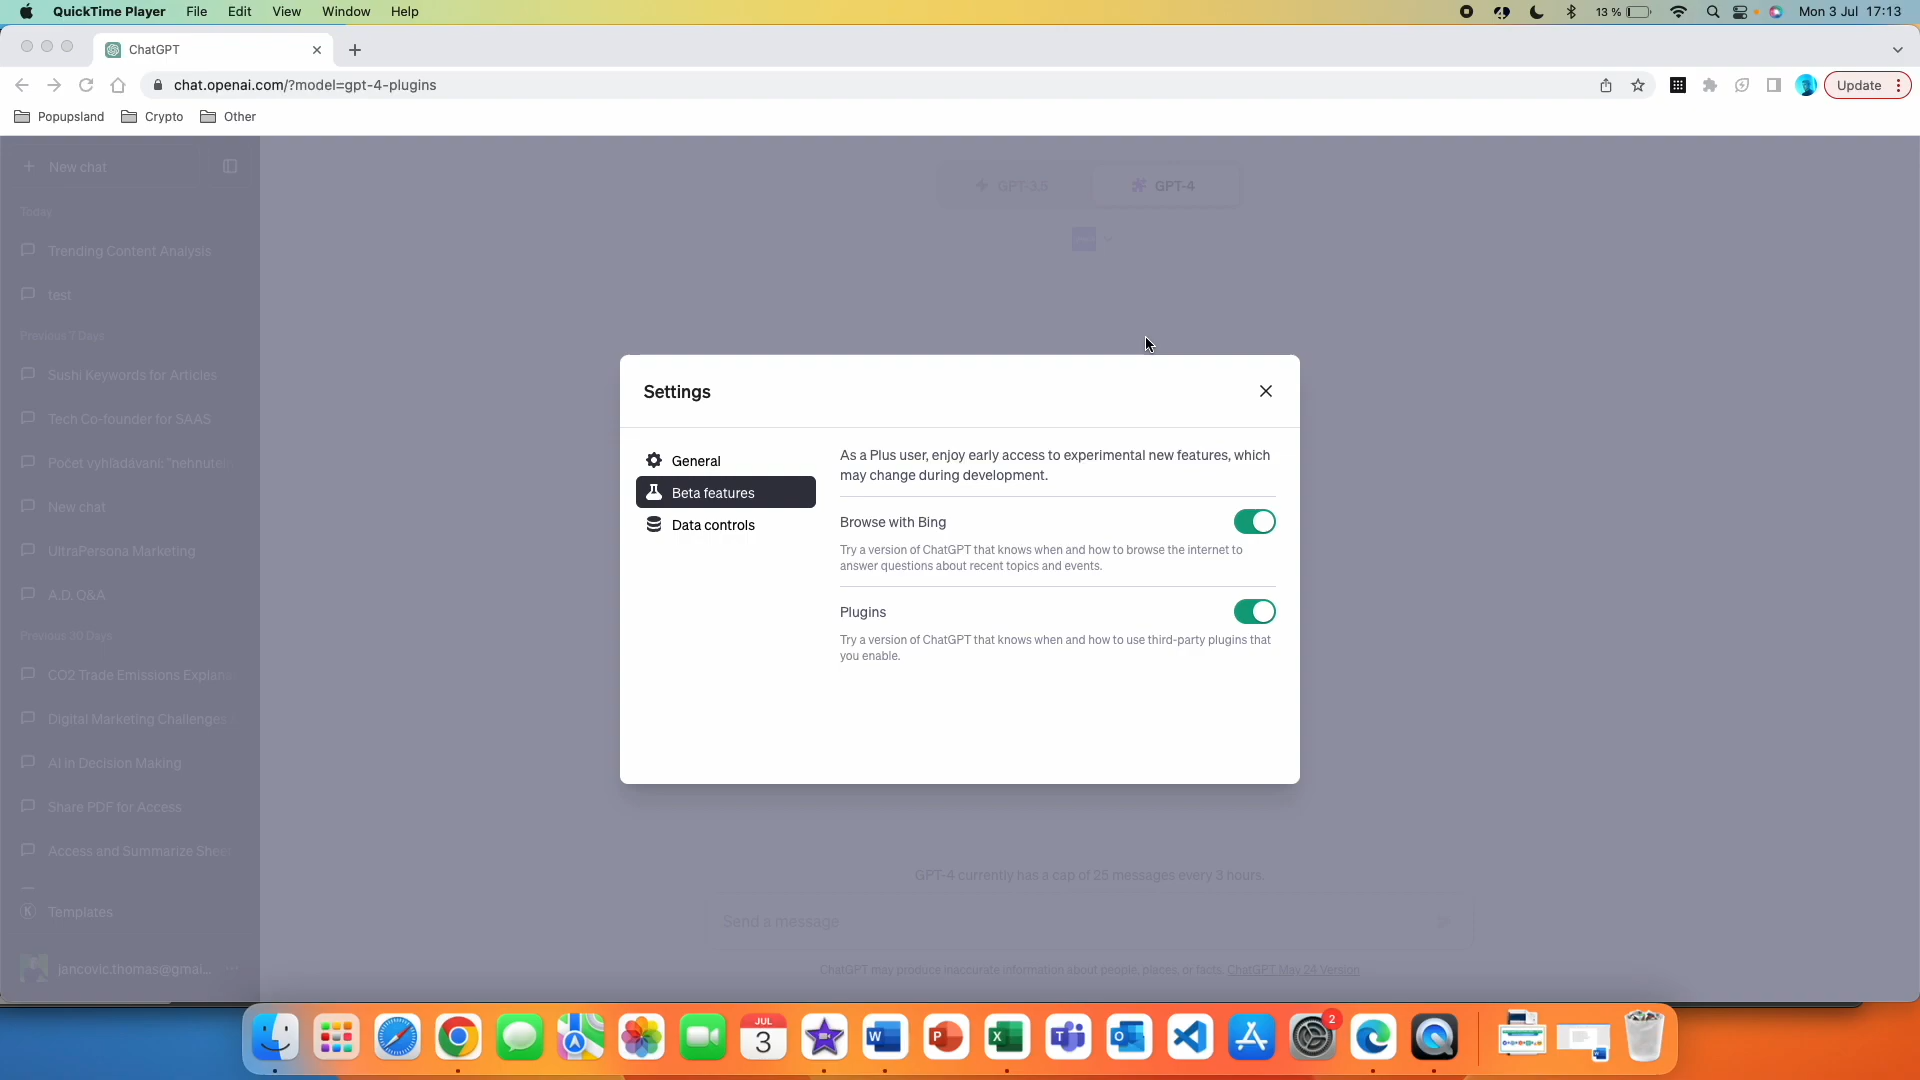 QuickTime Player File Edit View Window Help 13 % Mon 3 Jul 17:13
ChatGPT
chat.openai.com/?model=gpt-4-plugins Update
Popupsland Crypto Other
New chat
GPT-3.5 GPT-4
Today
Trending Content Analysis
test
Previous 7 Days
Sushi Keywords for Articles
Tech Co-founder for SAAS
Počet vyhľadávaní: "nehnuteľn
New chat
UltraPersona Marketing
A.D. Q&A
Previous 30 Days
CO2 Trade Emissions Explana
Digital Marketing Challenges
AI in Decision Making
Share PDF for Access
Access and Summarize Sheet
Templates
jancovic.thomas@gmai...
Settings
General
Beta features
Data controls
As a Plus user, enjoy early access to experimental new features, which
may change during development.
Browse with Bing
Try a version of ChatGPT that knows when and how to browse the internet to
answer questions about recent topics and events.
Plugins
Try a version of ChatGPT that knows when and how to use third-party plugins that
you enable.
GPT-4 currently has a cap of 25 messages every 3 hours.
Send a message
ChatGPT may produce inaccurate information about people, places, or facts. ChatGPT May 24 Version
JUL
3
2